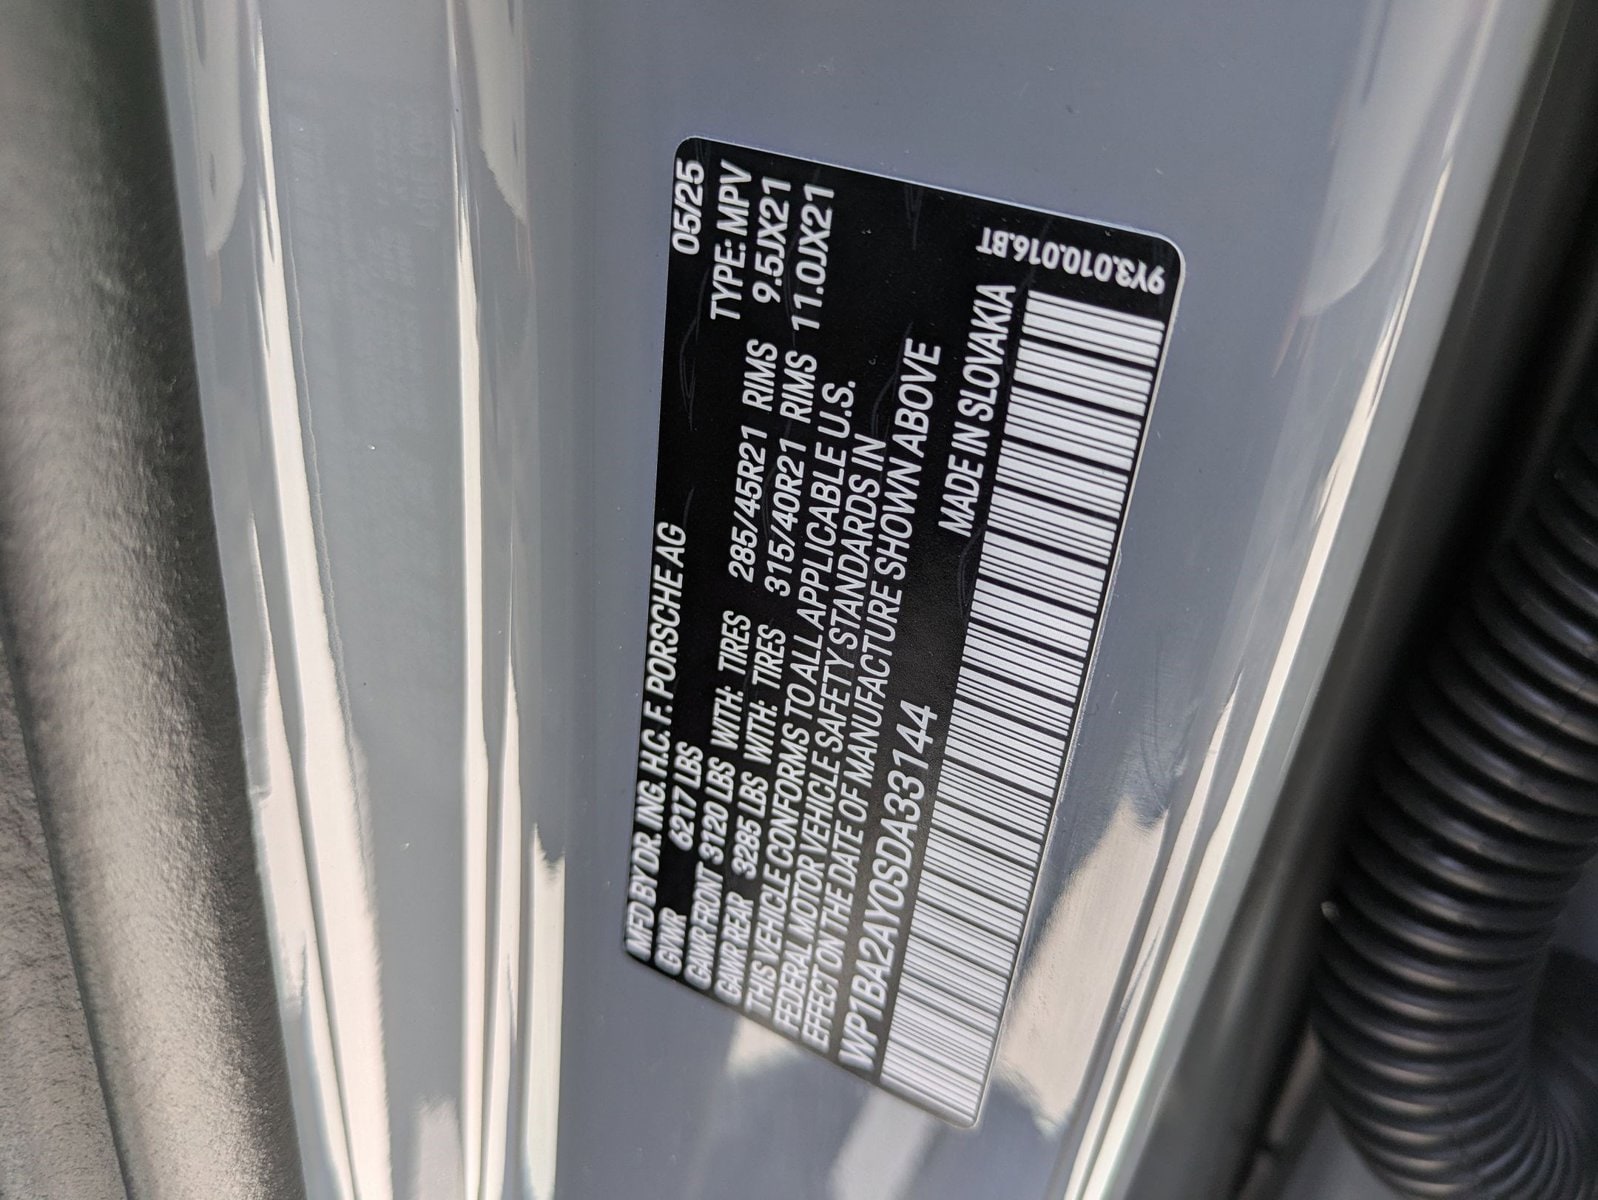 MFD BY DR. ING. H.C. F. PORSCHE AG 05/25
GVWR 6217 LBS TYPE: MPV
GAWR FRONT 3120 LBS WITH: TIRES 285/45R21 RIMS 9.5JX21
GAWR REAR 3285 LBS WITH: TIRES 315/40R21 RIMS 11.0JX21
THIS VEHICLE CONFORMS TO ALL APPLICABLE U.S.
FEDERAL MOTOR VEHICLE SAFETY STANDARDS IN
EFFECT ON THE DATE OF MANUFACTURE SHOWN ABOVE
WP1BA2AY0SDA33144 MADE IN SLOVAKIA
9Y3.010.016.BT